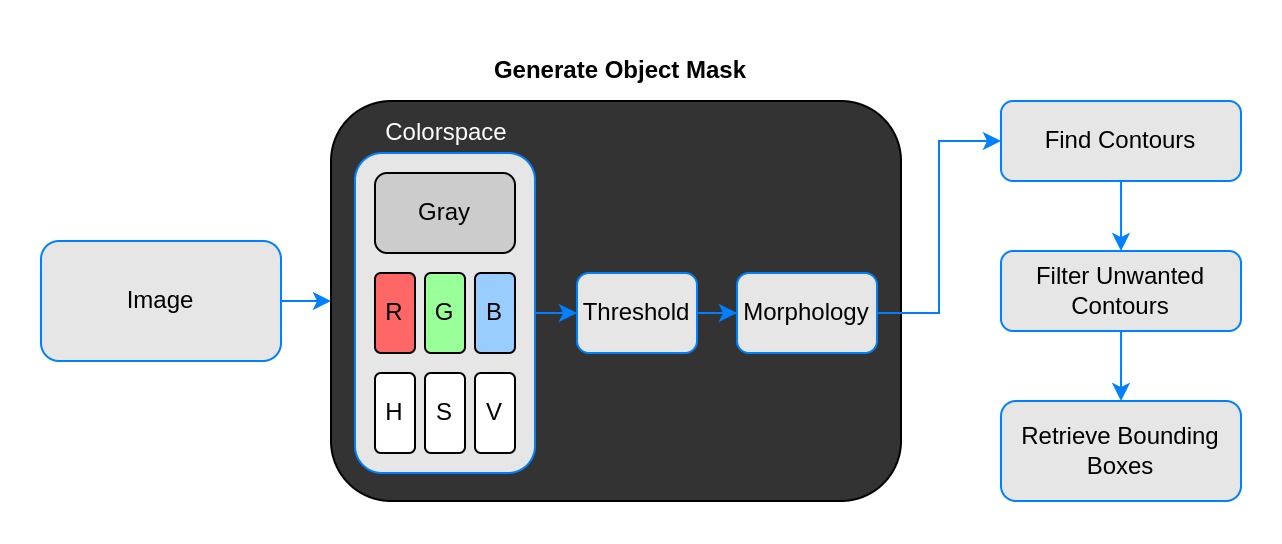 Generate Object Mask
Colorspace
Gray
R G B
H S V
Image
Threshold
Morphology
Find Contours
Filter Unwanted
Contours
Retrieve Bounding
Boxes